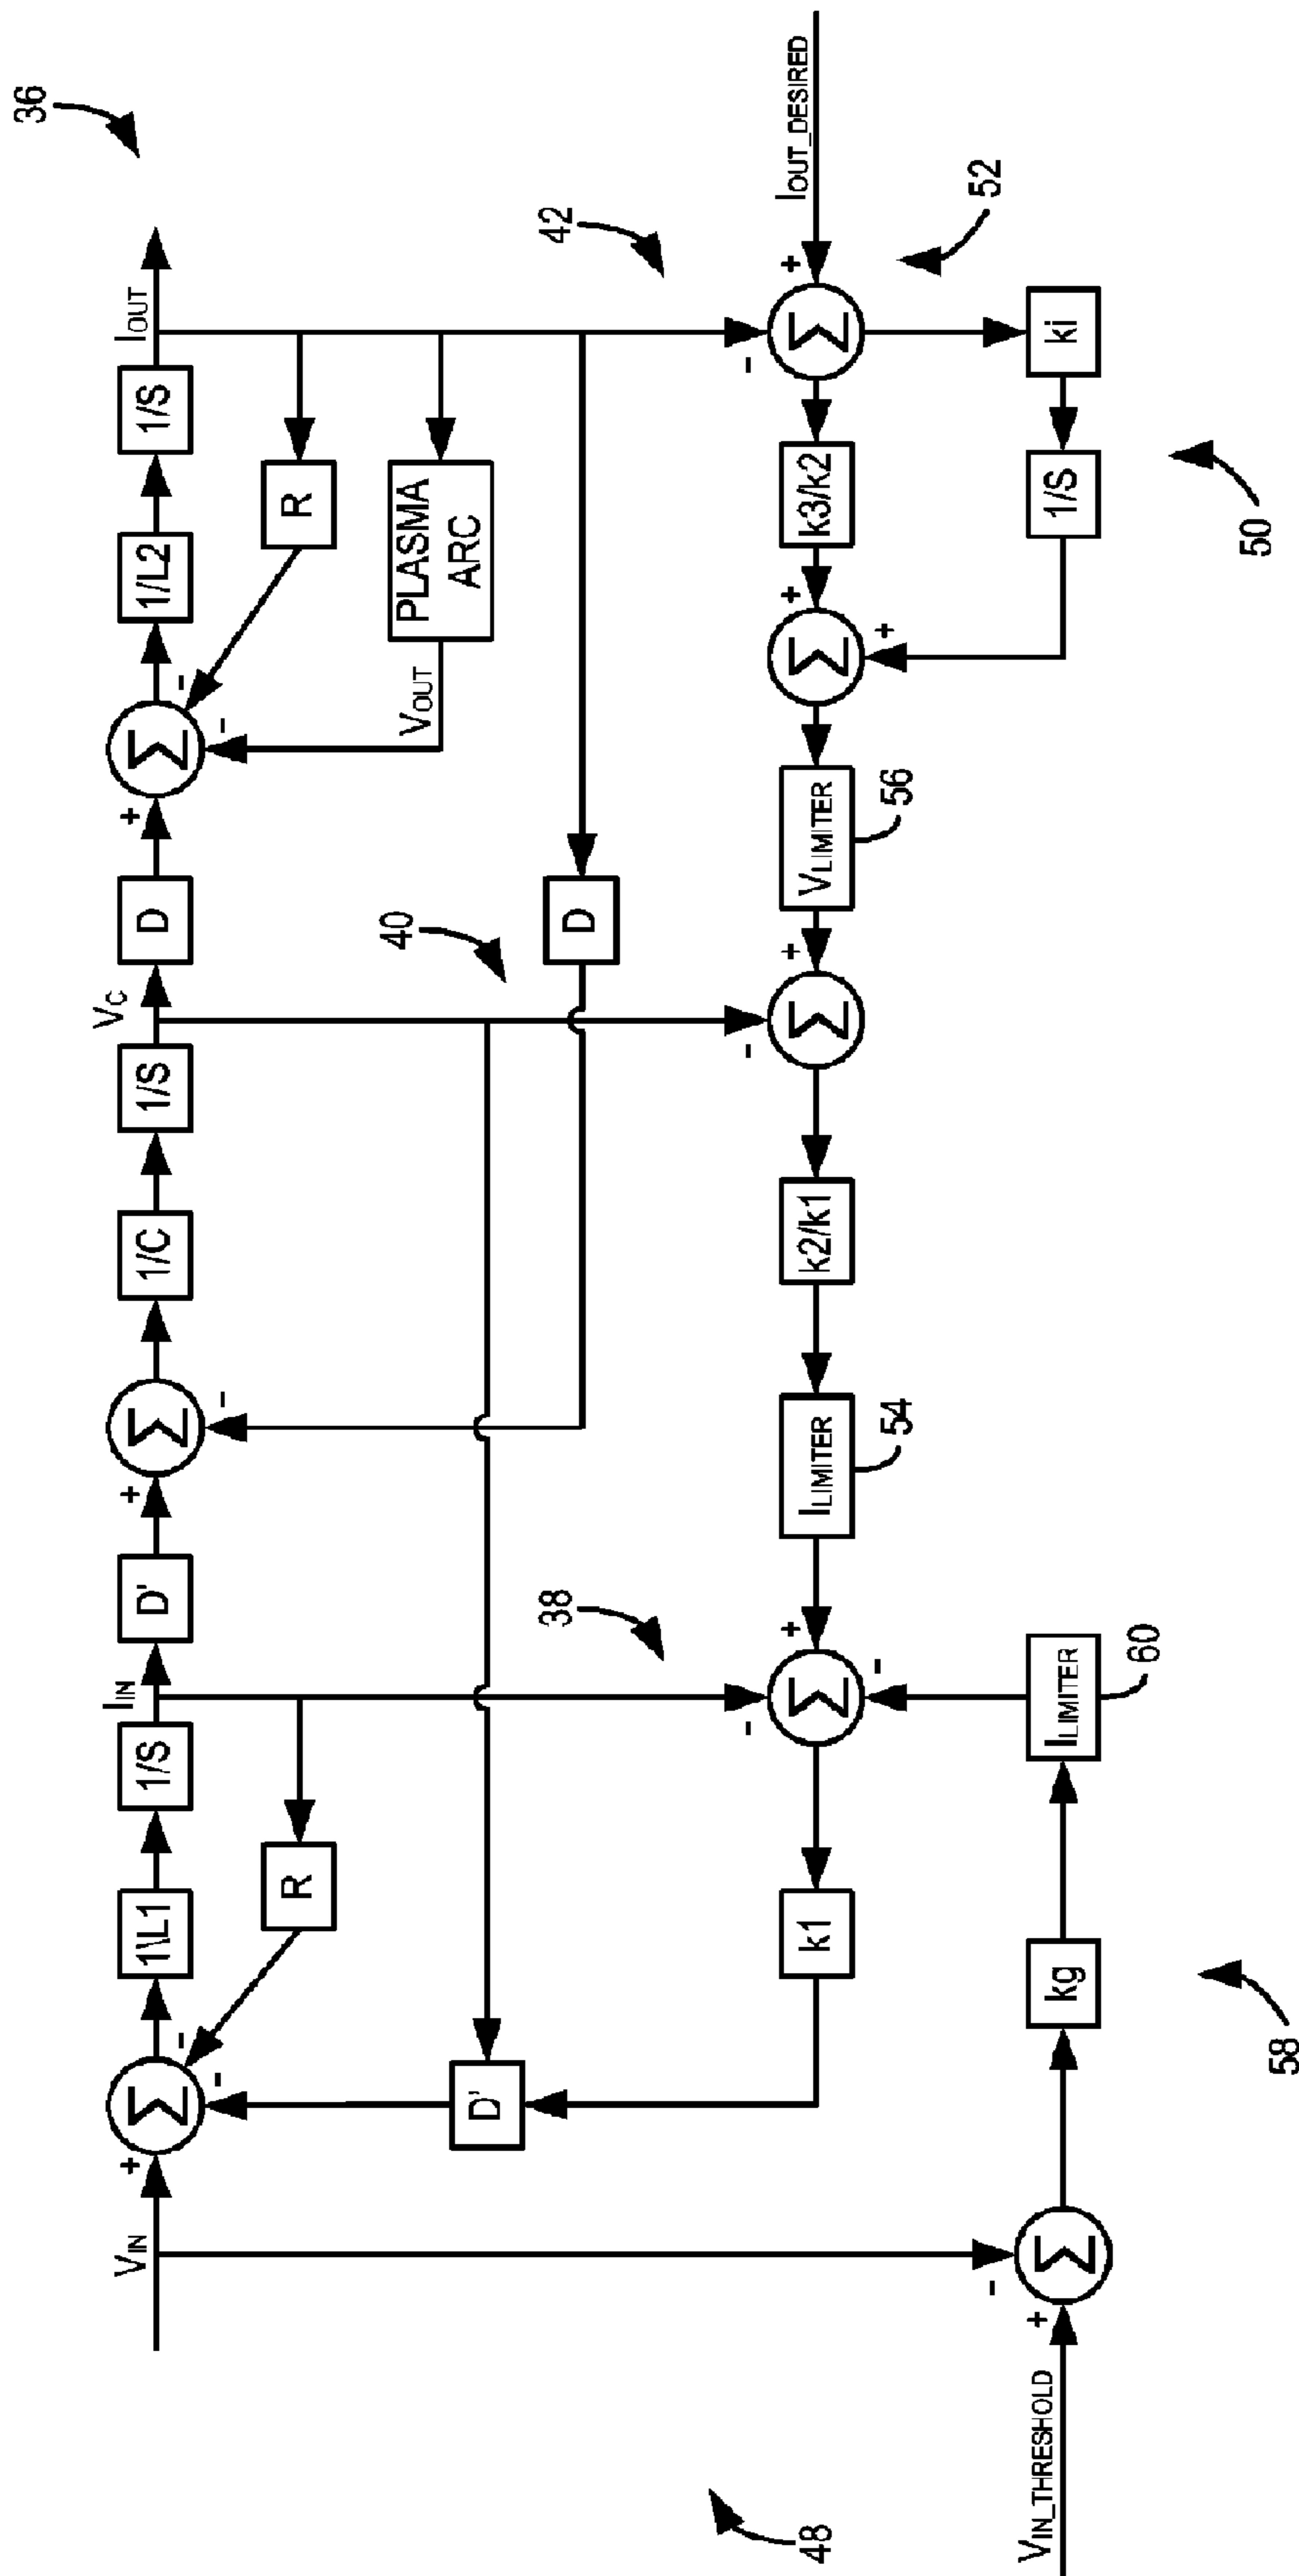 36
VIN
+
Σ
-
-
1\L1
1/S
IIN
D'
+
Σ
-
1/C
1/S
VC
D
+
Σ
-
-
1/L2
1/S
IOUT
R
R
PLASMA
ARC
VOUT
D'
40
D
38
42
k1
-
Σ
+
-
ILIMITER
54
k2/k1
-
Σ
+
VLIMITER
56
Σ
+
+
k3/k2
-
Σ
+
IOUT_DESIRED
52
48
VIN_THRESHOLD
+
Σ
-
kg
ILIMITER
60
1/S
ki
58
50